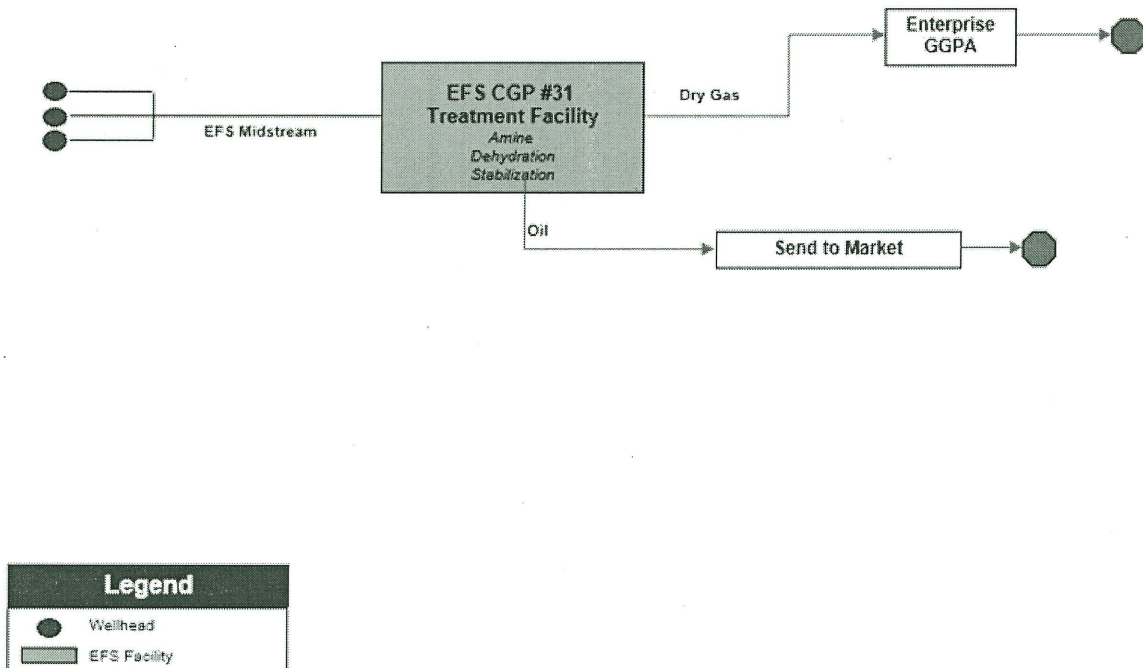 Enterprise
GGPA
EFS CGP #31
Treatment Facility
Amine
Dehydration
Stabilization
Dry Gas
EFS Midstream
Oil
Send to Market
Legend
Wellhead
EFS Facility